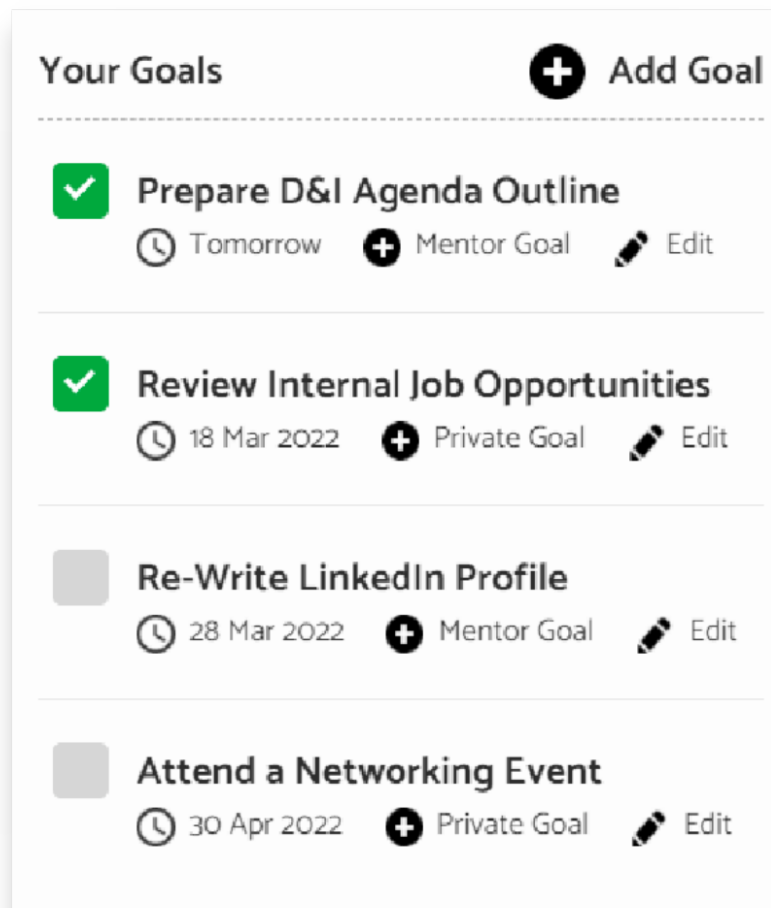 Your Goals Add Goal
Prepare D&I Agenda Outline
Tomorrow Mentor Goal Edit
Review Internal Job Opportunities
18 Mar 2022 Private Goal Edit
Re-Write LinkedIn Profile
28 Mar 2022 Mentor Goal Edit
Attend a Networking Event
30 Apr 2022 Private Goal Edit